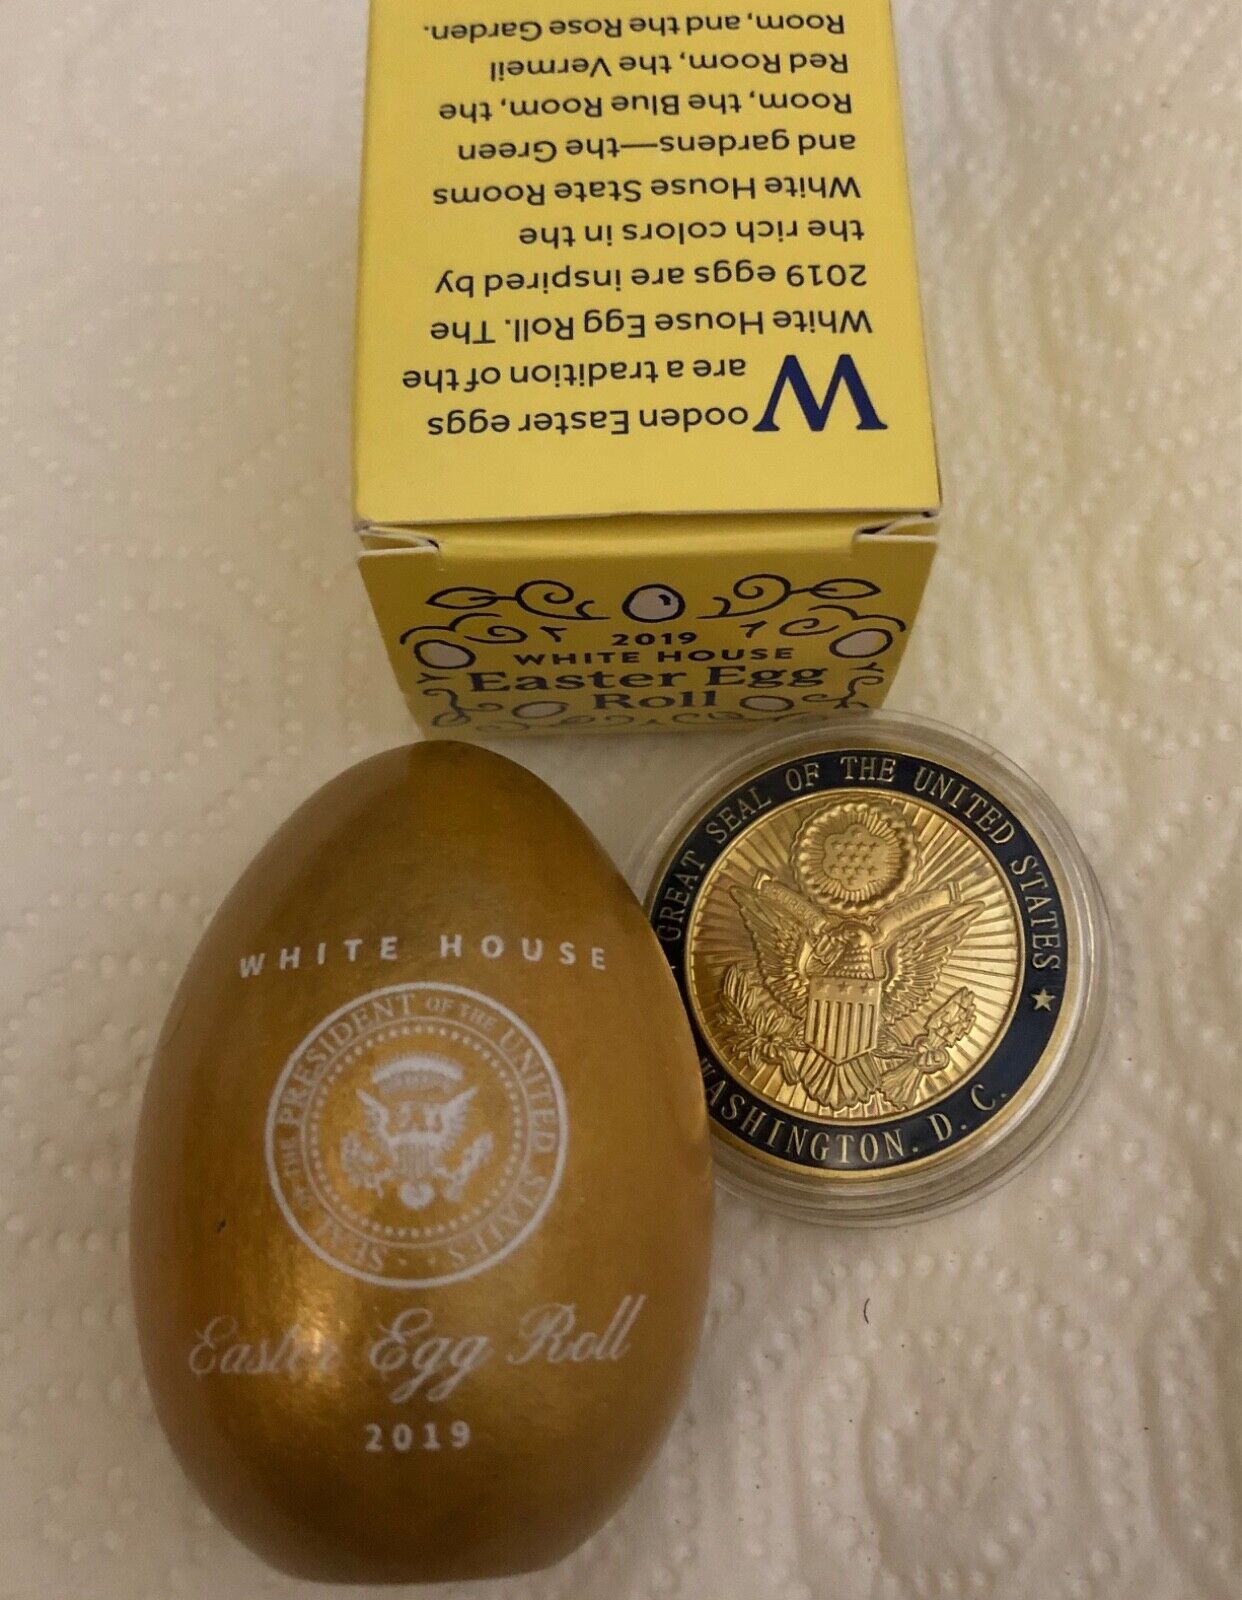 Wooden Easter eggs
are a tradition of the
White House Egg Roll. The
2019 eggs are inspired by
the rich colors in the
White House State Rooms
and gardens—the Green
Room, the Blue Room, the
Red Room, the Vermeil
Room, and the Rose Garden.
2019
WHITE HOUSE
Easter Egg
Roll
WHITE HOUSE
SEAL OF THE PRESIDENT OF THE UNITED STATES
Easter Egg Roll
2019
GREAT SEAL OF THE UNITED STATES ★
UNUM
WASHINGTON. D. C.